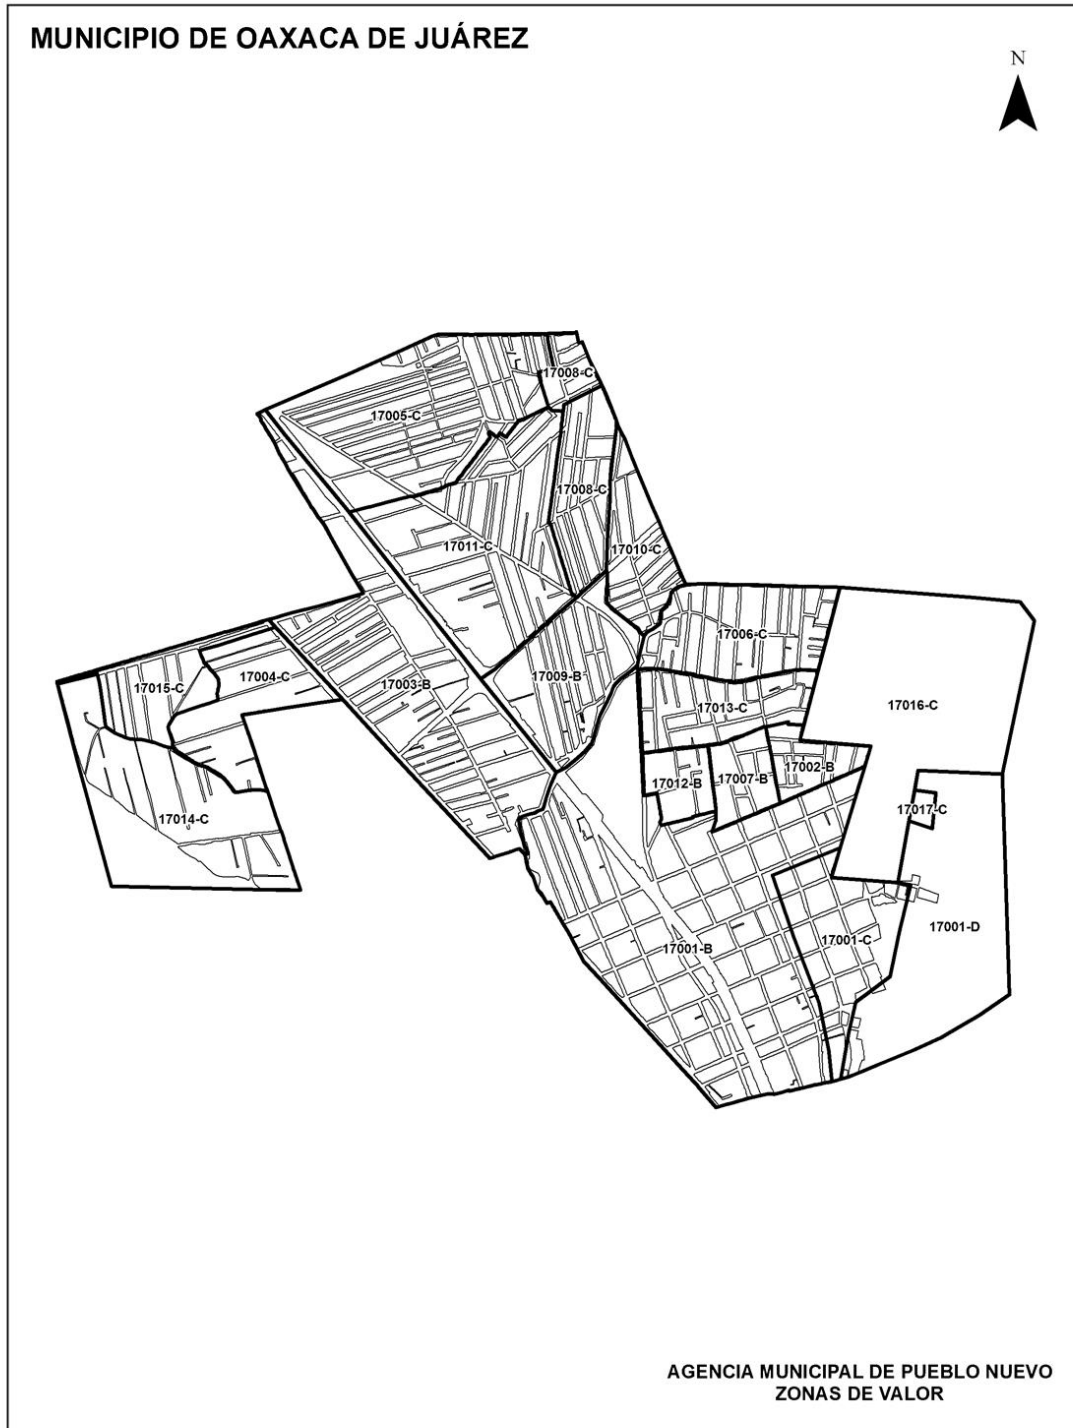 MUNICIPIO DE OAXACA DE JUÁREZ
N
17008-C
17005-C
17008-C
17011-C
17010-C
17006-C
17009-B
17004-C
17015-C
17003-B
17016-C
17013-C
17002-B
17007-B
17012-B
17017-C
17014-C
17001-D
17001-C
17001-B
AGENCIA MUNICIPAL DE PUEBLO NUEVO
ZONAS DE VALOR